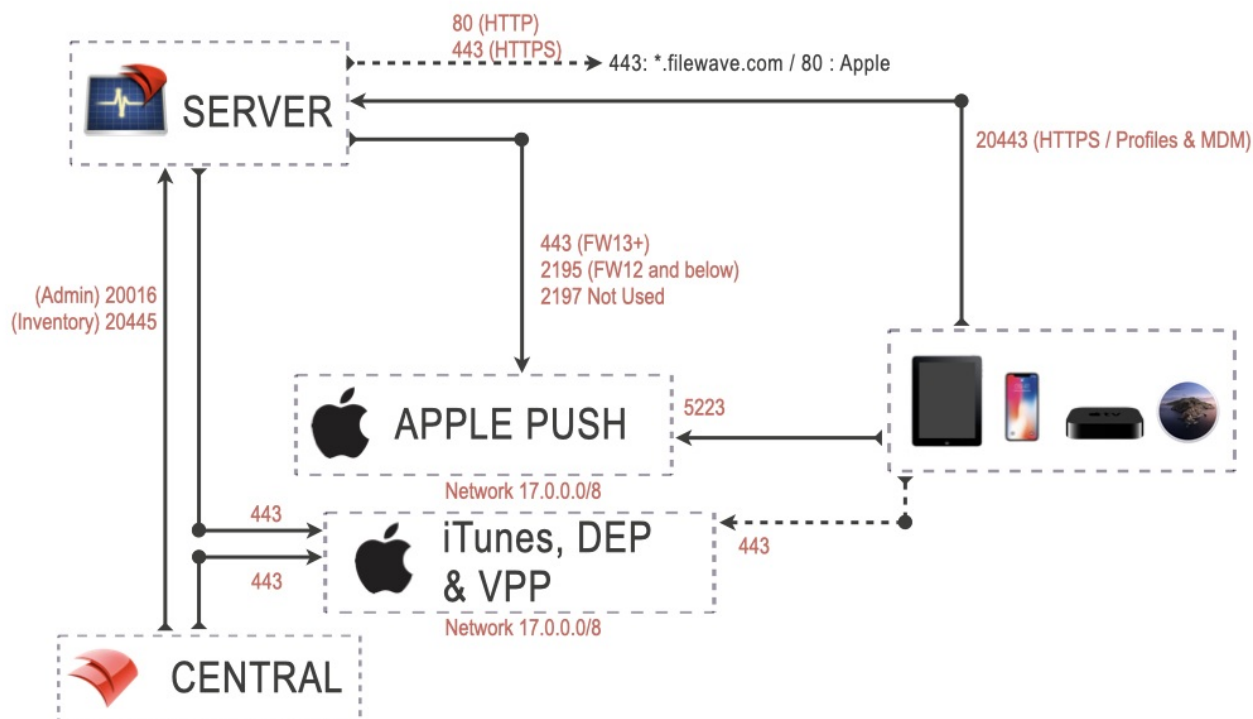 80 (HTTP)
443 (HTTPS)
443: *.filewave.com / 80 : Apple
SERVER
20443 (HTTPS / Profiles & MDM)
443 (FW13+)
2195 (FW12 and below)
2197 Not Used
(Admin) 20016
(Inventory) 20445
APPLE PUSH
5223
tv
Network 17.0.0.0/8
443
iTunes, DEP
& VPP
443
443
Network 17.0.0.0/8
CENTRAL